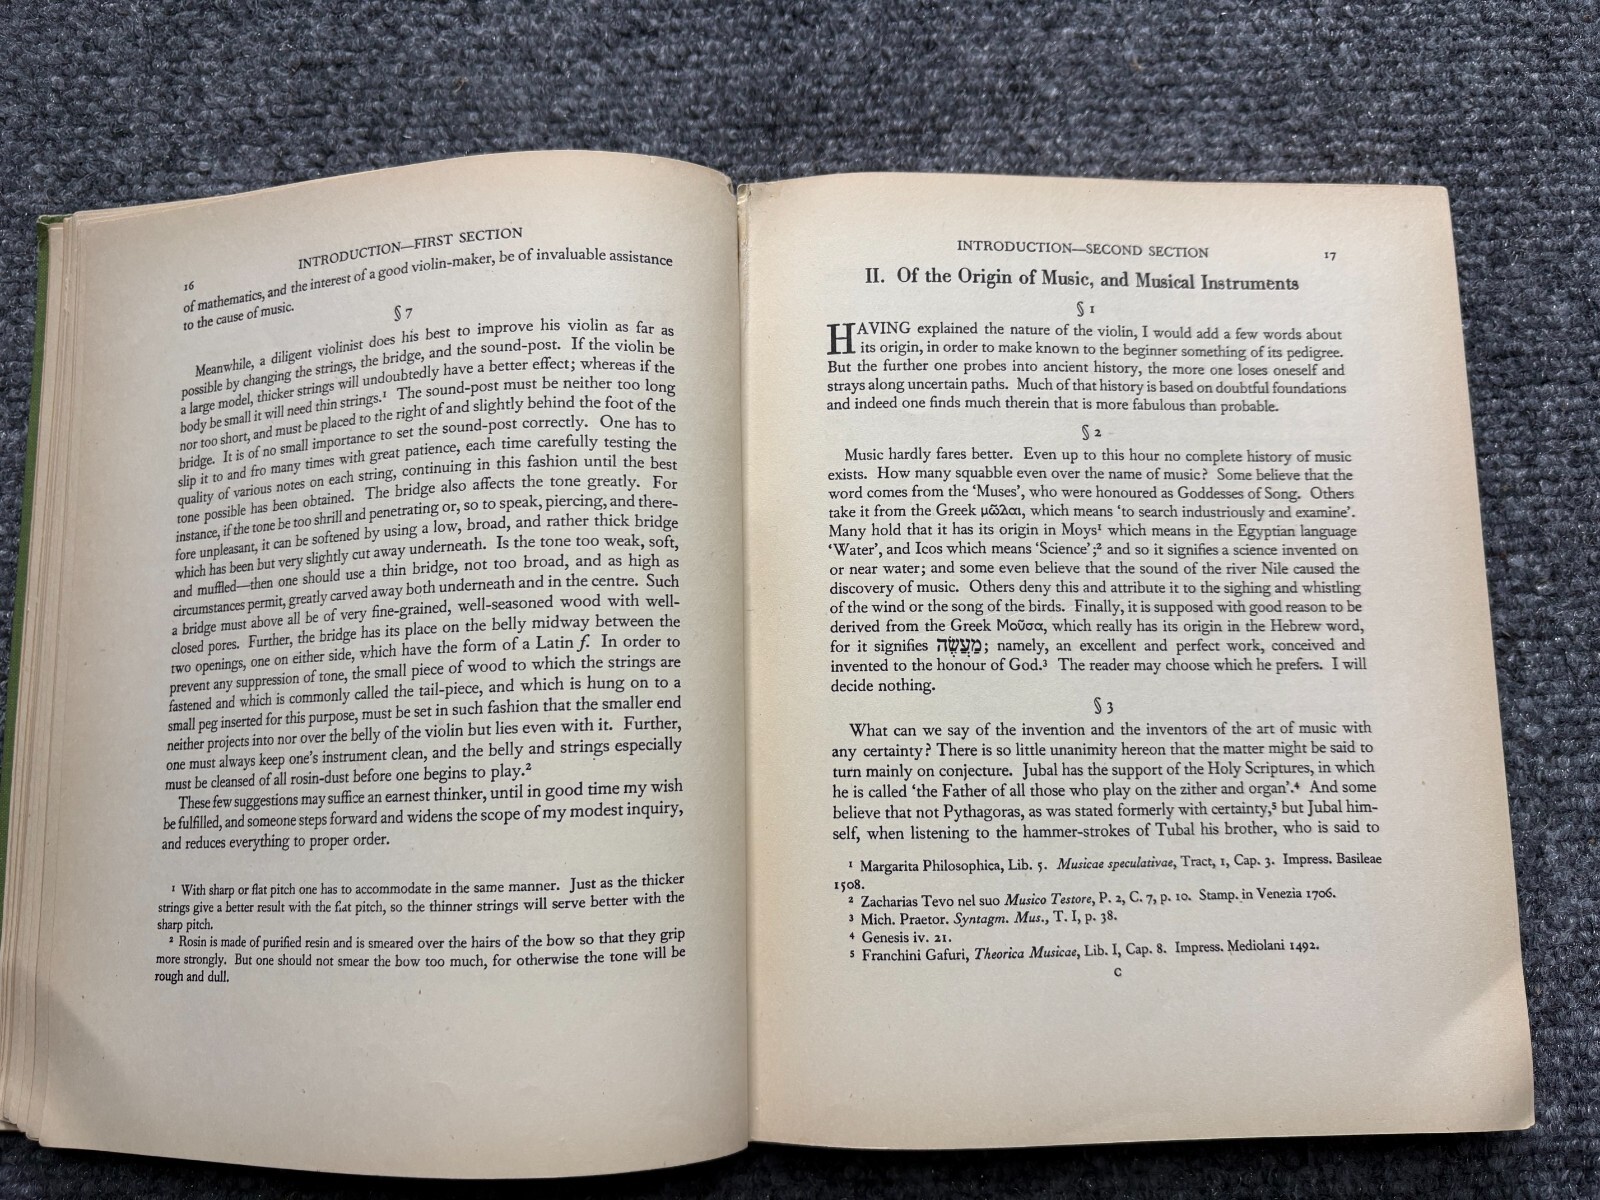 16
INTRODUCTION—FIRST SECTION
of mathematics, and the interest of a good violin-maker, be of invaluable assistance
to the cause of music.
§ 7
Meanwhile, a diligent violinist does his best to improve his violin as far as
possible by changing the strings, the bridge, and the sound-post. If the violin be
a large model, thicker strings will undoubtedly have a better effect; whereas if the
body be small it will need thin strings.¹ The sound-post must be neither too long
nor too short, and must be placed to the right of and slightly behind the foot of the
bridge. It is of no small importance to set the sound-post correctly. One has to
slip it to and fro many times with great patience, each time carefully testing the
quality of various notes on each string, continuing in this fashion until the best
tone possible has been obtained. The bridge also affects the tone greatly. For
instance, if the tone be too shrill and penetrating or, so to speak, piercing, and there-
fore unpleasant, it can be softened by using a low, broad, and rather thick bridge
which has been but very slightly cut away underneath. Is the tone too weak, soft,
and muffled—then one should use a thin bridge, not too broad, and as high as
circumstances permit, greatly carved away both underneath and in the centre. Such
a bridge must above all be of very fine-grained, well-seasoned wood with well-
closed pores. Further, the bridge has its place on the belly midway between the
two openings, one on either side, which have the form of a Latin f. In order to
prevent any suppression of tone, the small piece of wood to which the strings are
fastened and which is commonly called the tail-piece, and which is hung on to a
small peg inserted for this purpose, must be set in such fashion that the smaller end
neither projects into nor over the belly of the violin but lies even with it. Further,
one must always keep one's instrument clean, and the belly and strings especially
must be cleansed of all rosin-dust before one begins to play.²
These few suggestions may suffice an earnest thinker, until in good time my wish
be fulfilled, and someone steps forward and widens the scope of my modest inquiry,
and reduces everything to proper order.
¹ With sharp or flat pitch one has to accommodate in the same manner. Just as the thicker
strings give a better result with the flat pitch, so the thinner strings will serve better with the
sharp pitch.
² Rosin is made of purified resin and is smeared over the hairs of the bow so that they grip
more strongly. But one should not smear the bow too much, for otherwise the tone will be
rough and dull.
INTRODUCTION—SECOND SECTION 17
II. Of the Origin of Music, and Musical Instruments
§ 1
HAVING explained the nature of the violin, I would add a few words about
its origin, in order to make known to the beginner something of its pedigree.
But the further one probes into ancient history, the more one loses oneself and
strays along uncertain paths. Much of that history is based on doubtful foundations
and indeed one finds much therein that is more fabulous than probable.
§ 2
Music hardly fares better. Even up to this hour no complete history of music
exists. How many squabble even over the name of music? Some believe that the
word comes from the 'Muses', who were honoured as Goddesses of Song. Others
take it from the Greek μῶλαι, which means 'to search industriously and examine'.
Many hold that it has its origin in Moys¹ which means in the Egyptian language
'Water', and Icos which means 'Science';² and so it signifies a science invented on
or near water; and some even believe that the sound of the river Nile caused the
discovery of music. Others deny this and attribute it to the sighing and whistling
of the wind or the song of the birds. Finally, it is supposed with good reason to be
derived from the Greek Μοῦσα, which really has its origin in the Hebrew word,
for it signifies מַעֲשֶׂה; namely, an excellent and perfect work, conceived and
invented to the honour of God.³ The reader may choose which he prefers. I will
decide nothing.
§ 3
What can we say of the invention and the inventors of the art of music with
any certainty? There is so little unanimity hereon that the matter might be said to
turn mainly on conjecture. Jubal has the support of the Holy Scriptures, in which
he is called 'the Father of all those who play on the zither and organ'.⁴ And some
believe that not Pythagoras, as was stated formerly with certainty,⁵ but Jubal him-
self, when listening to the hammer-strokes of Tubal his brother, who is said to
¹ Margarita Philosophica, Lib. 5. Musicae speculativae, Tract, 1, Cap. 3. Impress. Basileae
1508.
² Zacharias Tevo nel suo Musico Testore, P. 2, C. 7, p. 10. Stamp. in Venezia 1706.
³ Mich. Praetor. Syntagm. Mus., T. I, p. 38.
⁴ Genesis iv. 21.
⁵ Franchini Gafuri, Theorica Musicae, Lib. I, Cap. 8. Impress. Mediolani 1492.
C